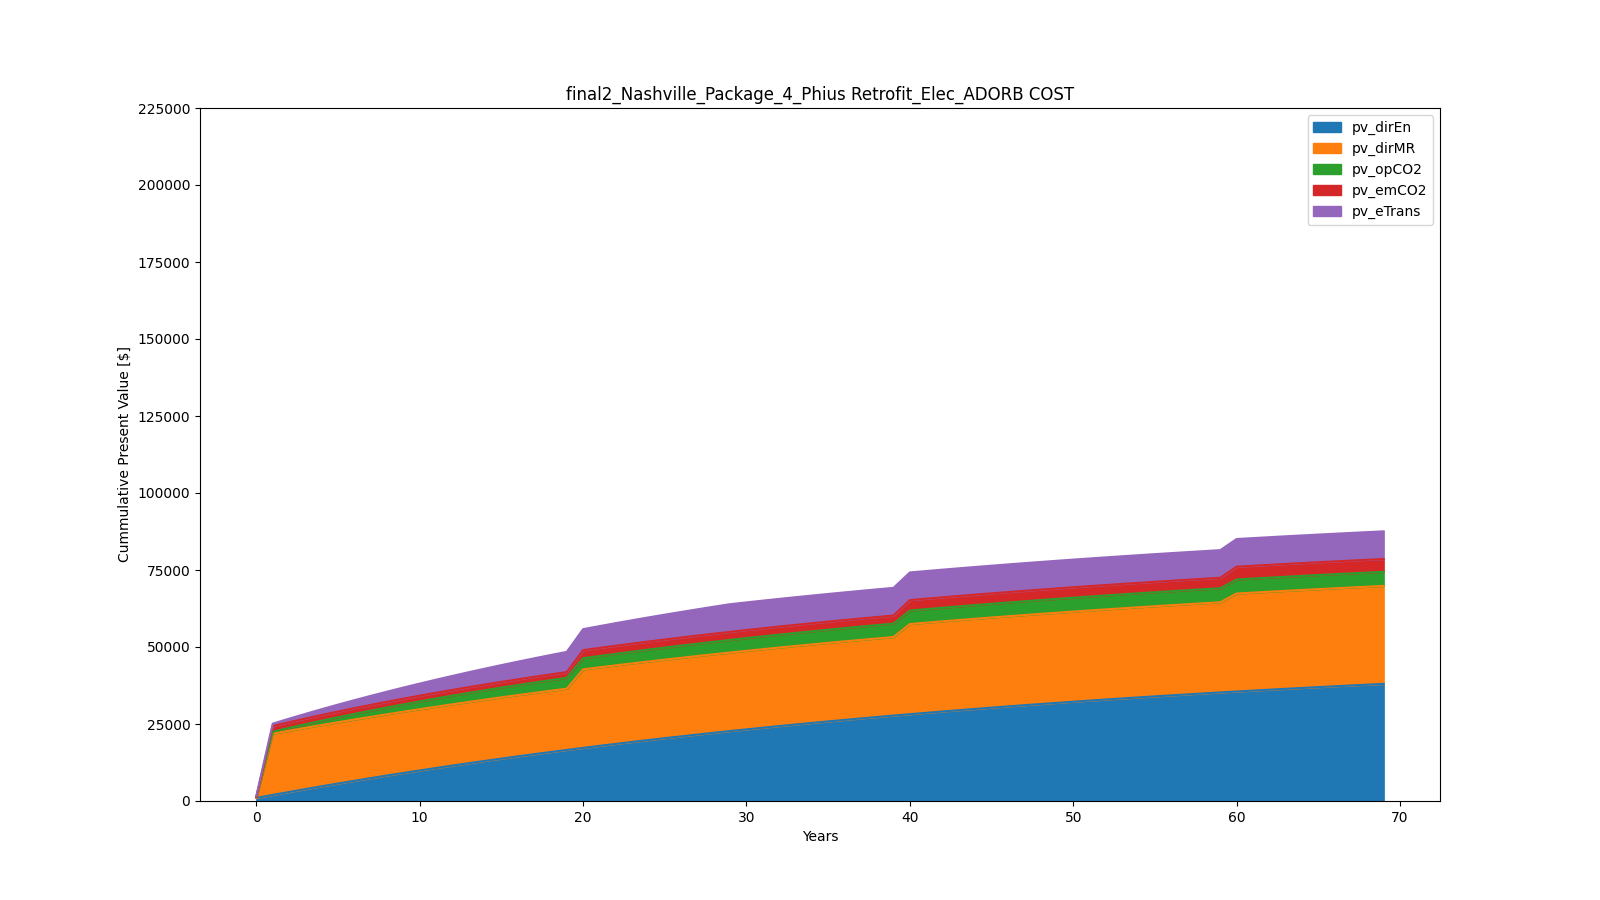 final2_Nashville_Package_4_Phius Retrofit_Elec_ADORB COST
225000
200000
175000
150000
125000
100000
75000
50000
25000
0
Cummulative Present Value [$]
pv_dirEn
pv_dirMR
pv_opCO2
pv_emCO2
pv_eTrans
0 10 20 30 40 50 60 70
Years